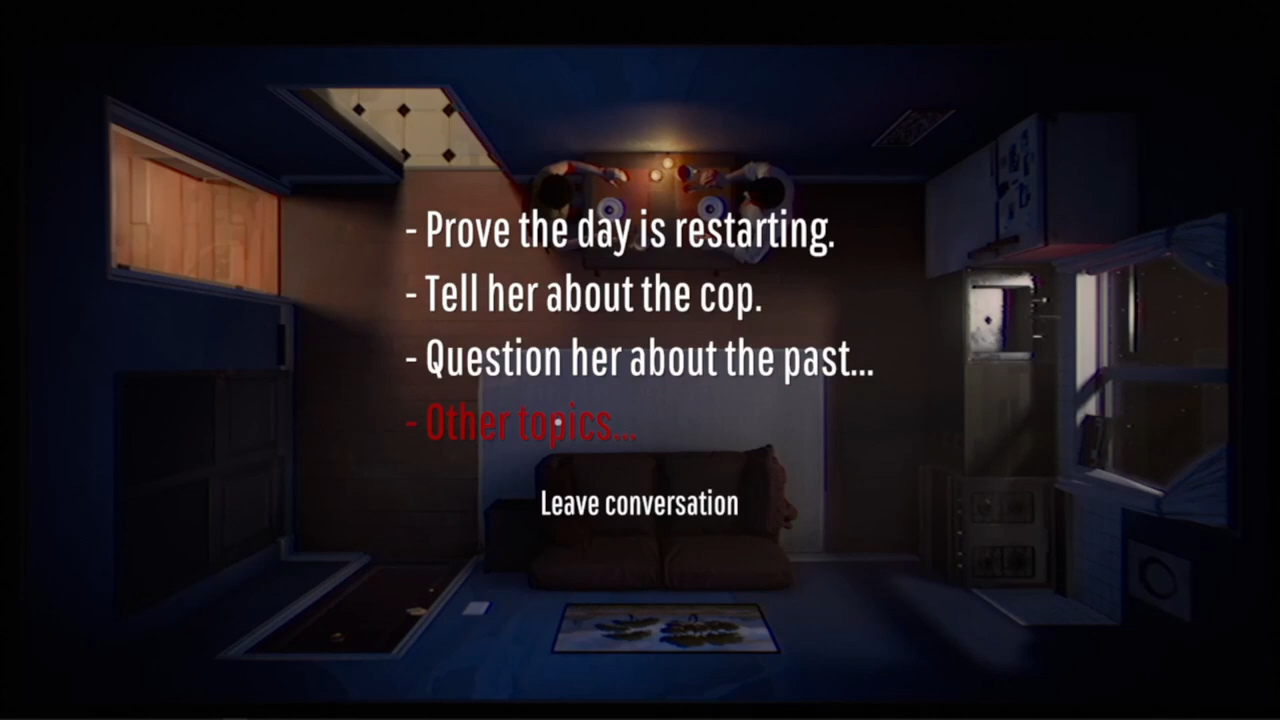 - Prove the day is restarting.
- Tell her about the cop.
- Question her about the past...
- Other topics...
Leave conversation